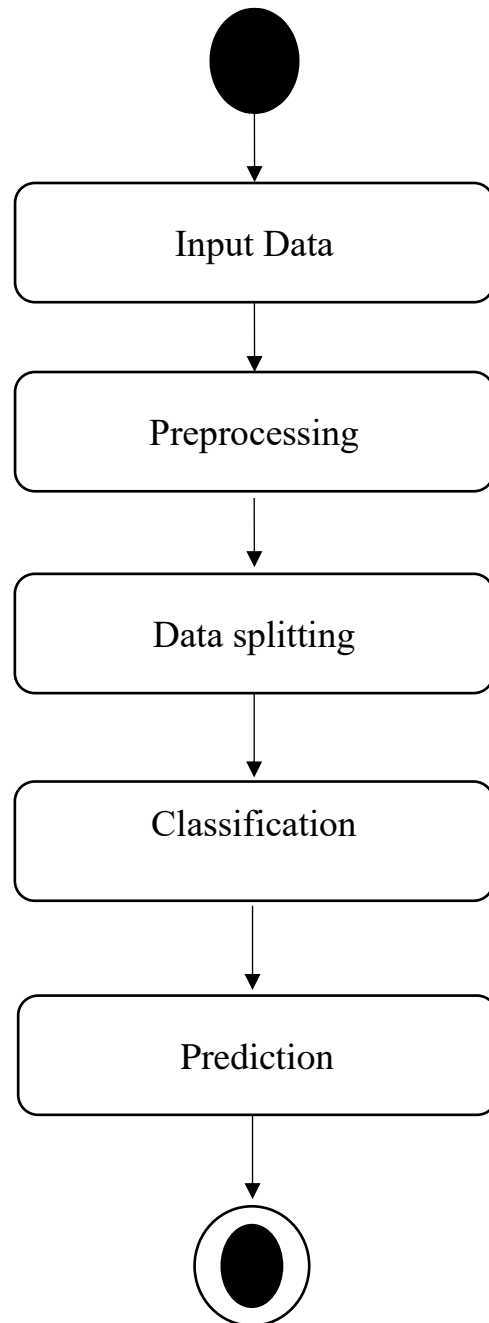 Input Data
Preprocessing
Data splitting
Classification
Prediction